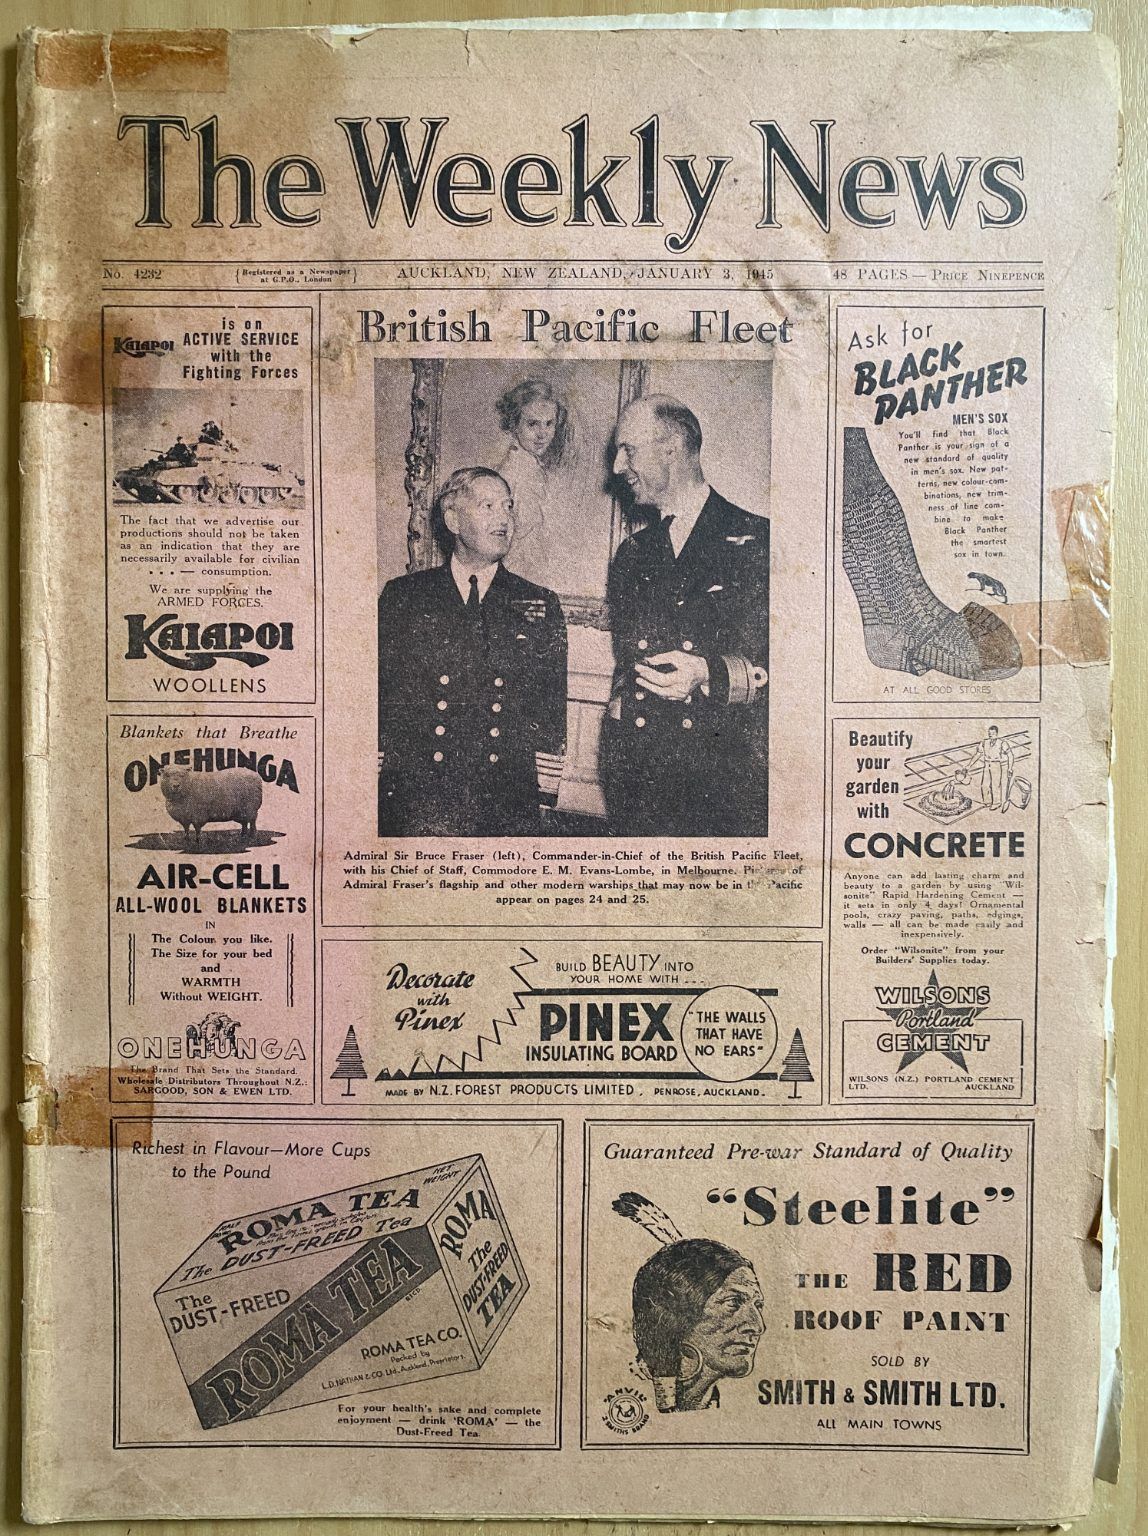 The Weekly News
No. 4232
{Registered as a Newspaper
at G.P.O., London}
AUCKLAND, NEW ZEALAND, JANUARY 3, 1945
48 PAGES — PRICE NINEPENCE
KAIAPOI
is on
ACTIVE SERVICE
with the
Fighting Forces
The fact that we advertise our
productions should not be taken
as an indication that they are
necessarily available for civilian
. . . — consumption.
We are supplying the
ARMED FORCES.
KAIAPOI
WOOLLENS
British Pacific Fleet
Admiral Sir Bruce Fraser (left), Commander-in-Chief of the British Pacific Fleet,
with his Chief of Staff, Commodore E. M. Evans-Lombe, in Melbourne. of
Admiral Fraser's flagship and other modern warships that may now be in Pacific
appear on pages 24 and 25.
Ask for
BLACK
PANTHER
MEN'S SOX
You'll find that Black
Panther is your sign of a
new standard of quality
in men's sox. New pat-
terns, new colour-com-
binations, new trim-
ness of line com-
bine to make
Black Panther
the smartest
sox in town.
AT ALL GOOD STORES
Blankets that Breathe
ONEHUNGA
AIR-CELL
ALL-WOOL BLANKETS
IN
The Colour you like.
The Size for your bed
and
WARMTH
Without WEIGHT.
ONEHUNGA
The Brand That Sets the Standard.
Wholesale Distributors Throughout N.Z.:
SARGOOD, SON & EWEN LTD.
Decorate
with
Pinex
BUILD BEAUTY INTO
YOUR HOME WITH ...
PINEX
INSULATING BOARD
"THE WALLS
THAT HAVE
NO EARS"
MADE BY N.Z. FOREST PRODUCTS LIMITED, PENROSE, AUCKLAND.
Beautify
your
garden
with
CONCRETE
Anyone can add lasting charm and
beauty to a garden by using "Wil-
sonite" Rapid Hardening Cement —
it sets in only 4 days! Ornamental
pools, crazy paving, paths, edgings,
walls — all can be made easily and
inexpensively.
Order "Wilsonite" from your
Builders' Supplies today.
WILSONS
Portland
CEMENT
WILSONS (N.Z.) PORTLAND CEMENT
LTD. AUCKLAND
Richest in Flavour—More Cups
to the Pound
NET
WEIGHT
ROMA TEA
The DUST-FREED Tea
The
DUST-FREED
ROMA TEA
REGD.
ROMA TEA CO.
Packed by
L.D. NATHAN & CO Ltd., Auckland, Proprietors.
ROMA
The
DUST-FREED
TEA
For your health's sake and complete
enjoyment — drink 'ROMA' — the
Dust-Freed Tea.
Guaranteed Pre-war Standard of Quality
"Steelite"
THE RED
ROOF PAINT
SOLD BY
SMITH & SMITH LTD.
ALL MAIN TOWNS
"ANVIL"
2 SMITHS BRAND